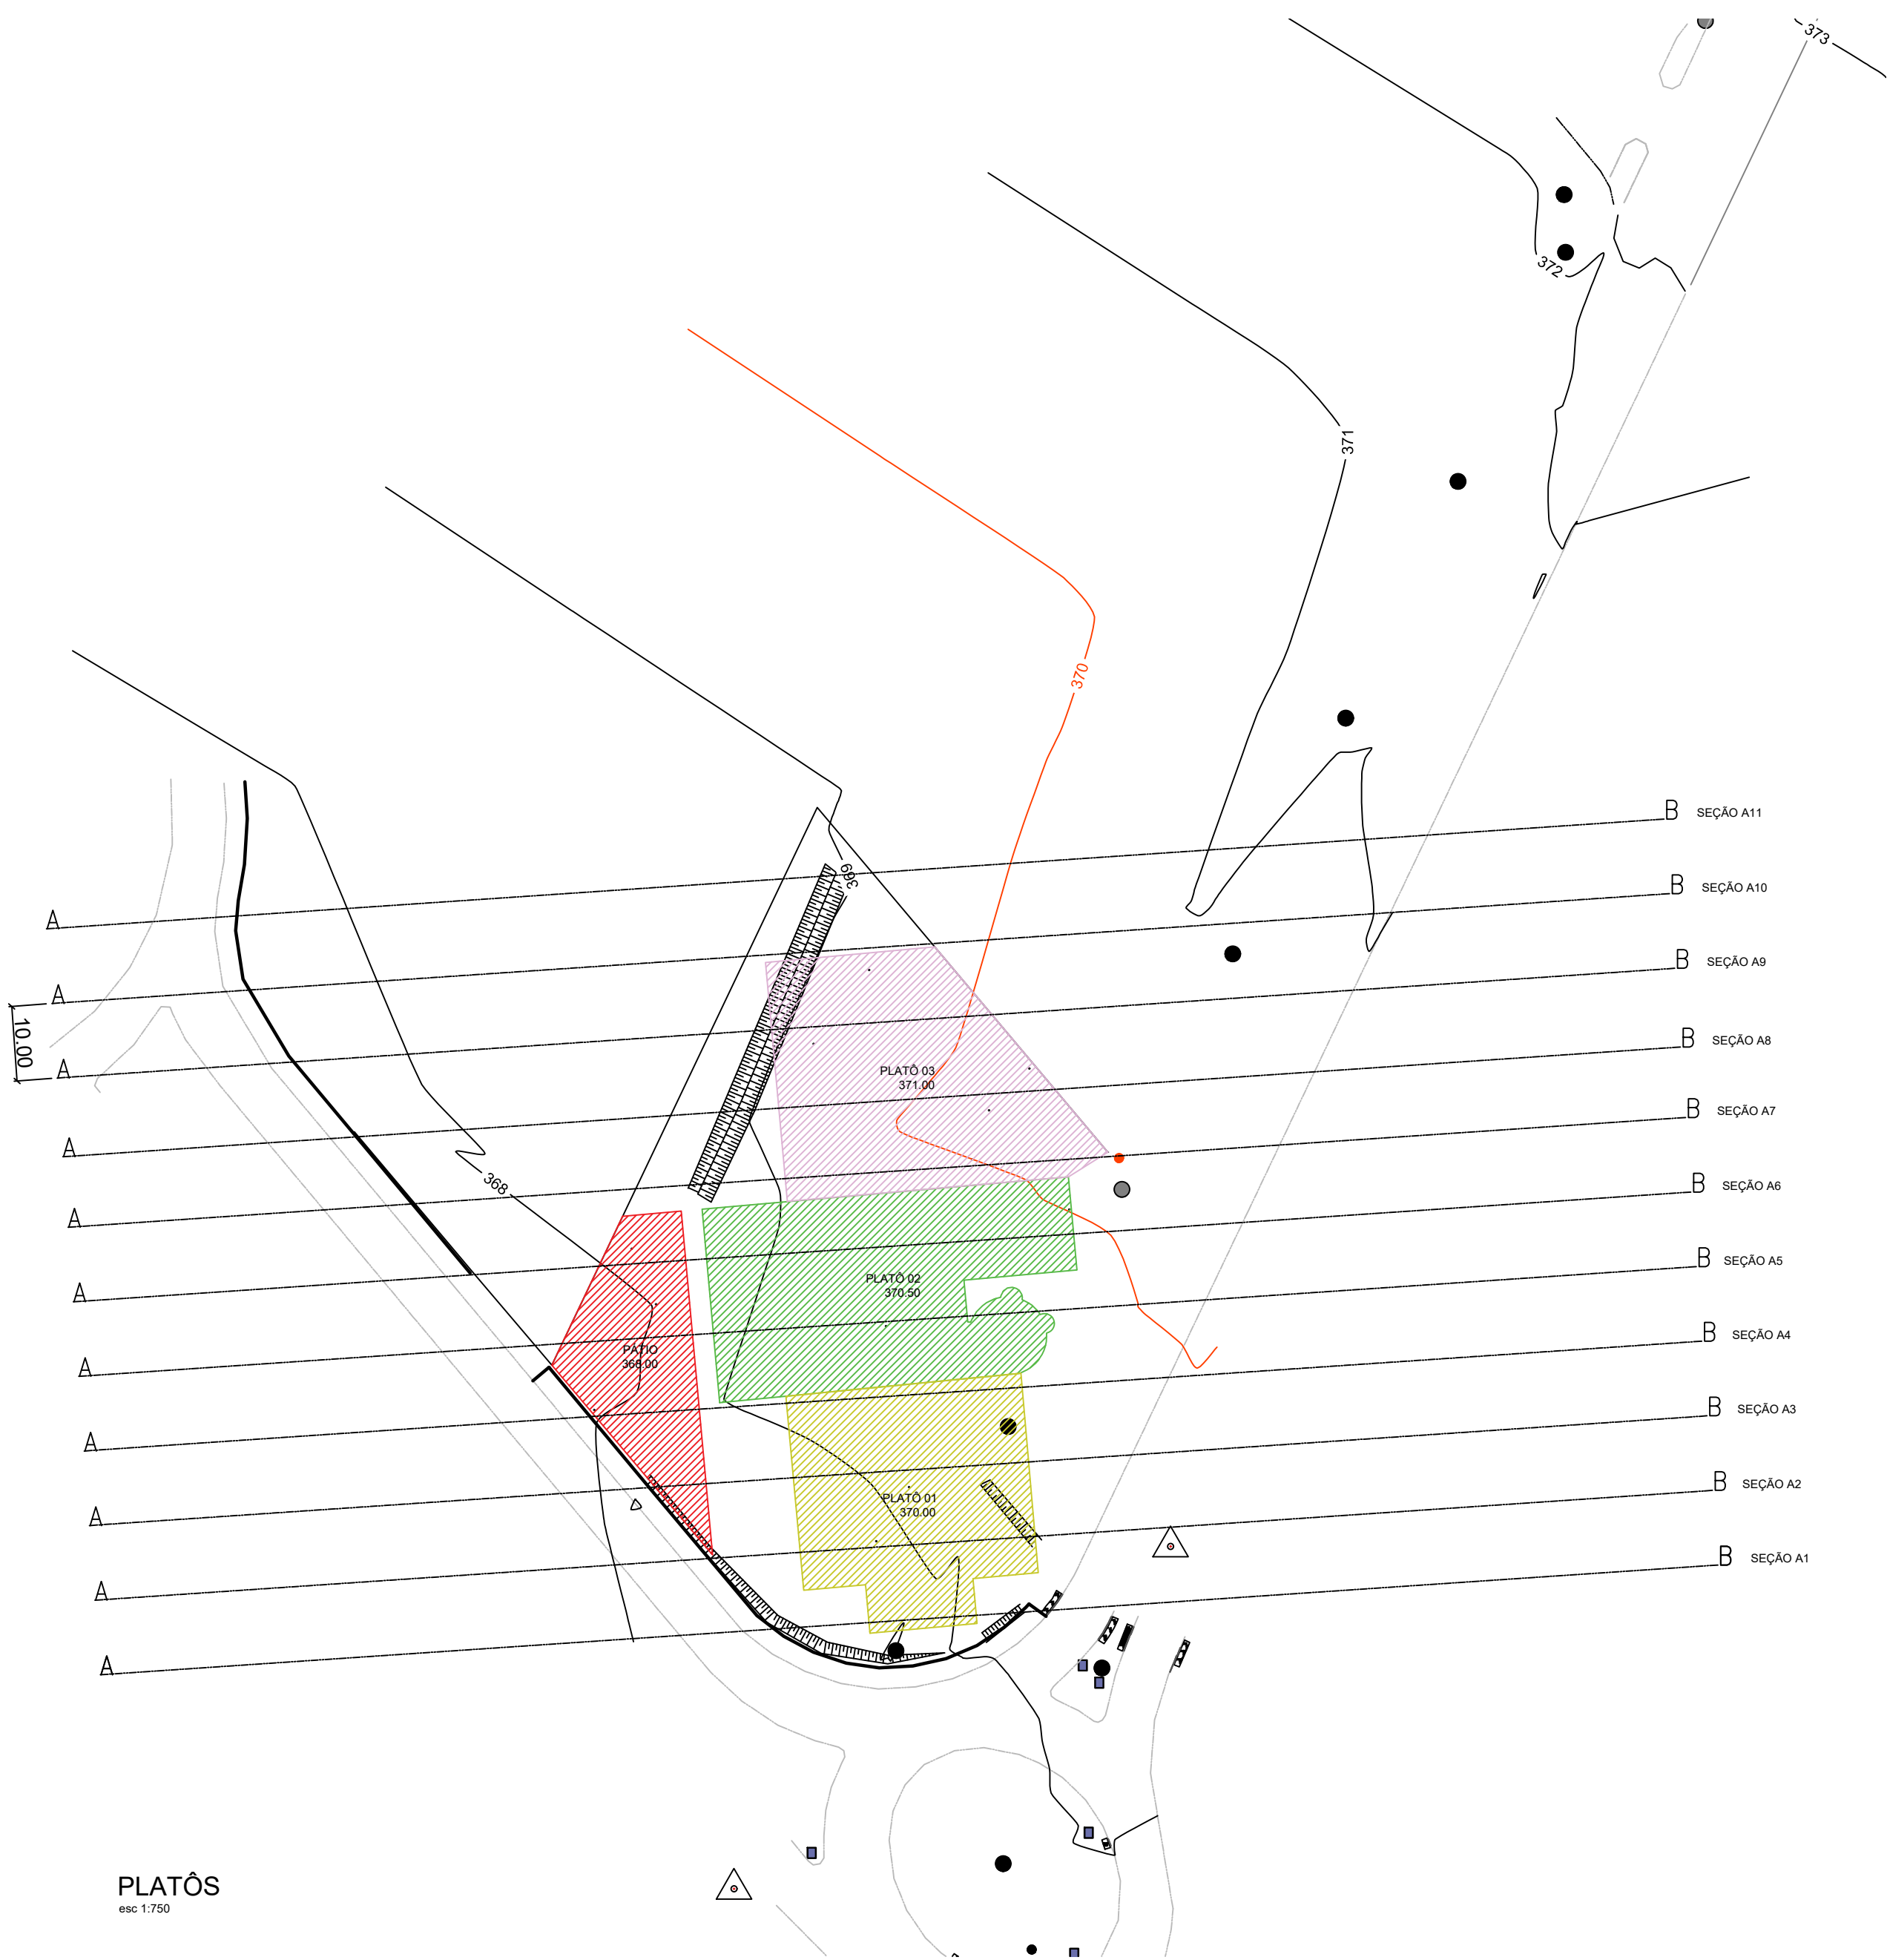 373
372
371
370
SEÇÃO A11
B
369
SEÇÃO A10
B
A
SEÇÃO A9
B
A
10.00
SEÇÃO A8
B
A
PLATÔ 03
371.00
SEÇÃO A7
B
A
368
SEÇÃO A6
B
A
SEÇÃO A5
B
A
PLATÔ 02
370.50
SEÇÃO A4
B
A
PÁTIO
368.00
SEÇÃO A3
B
A
SEÇÃO A2
B
A
PLATÔ 01
370.00
SEÇÃO A1
B
A
A
PLATÔS
esc 1:750